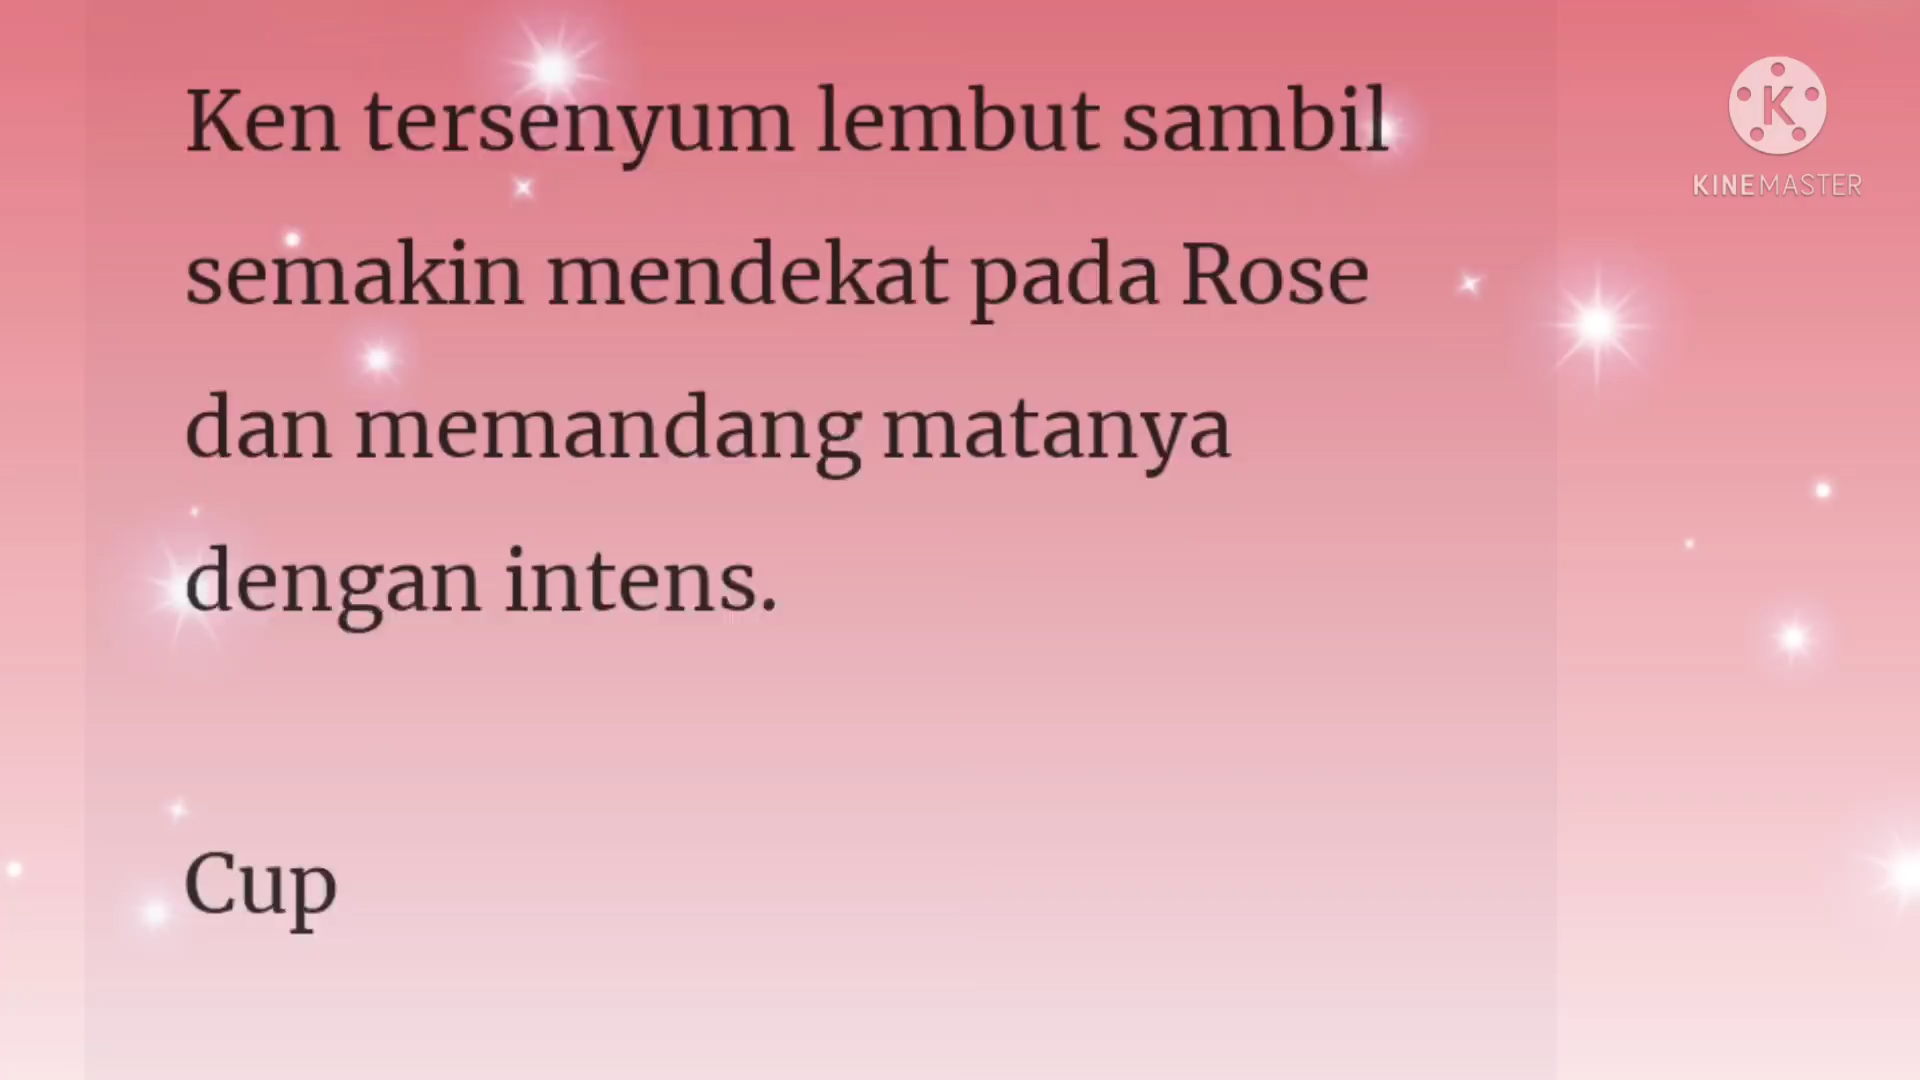 Ken tersenyum lembut sambil
semakin mendekat pada Rose
dan memandang matanya
dengan intens.
Cup
K
KINEMASTER